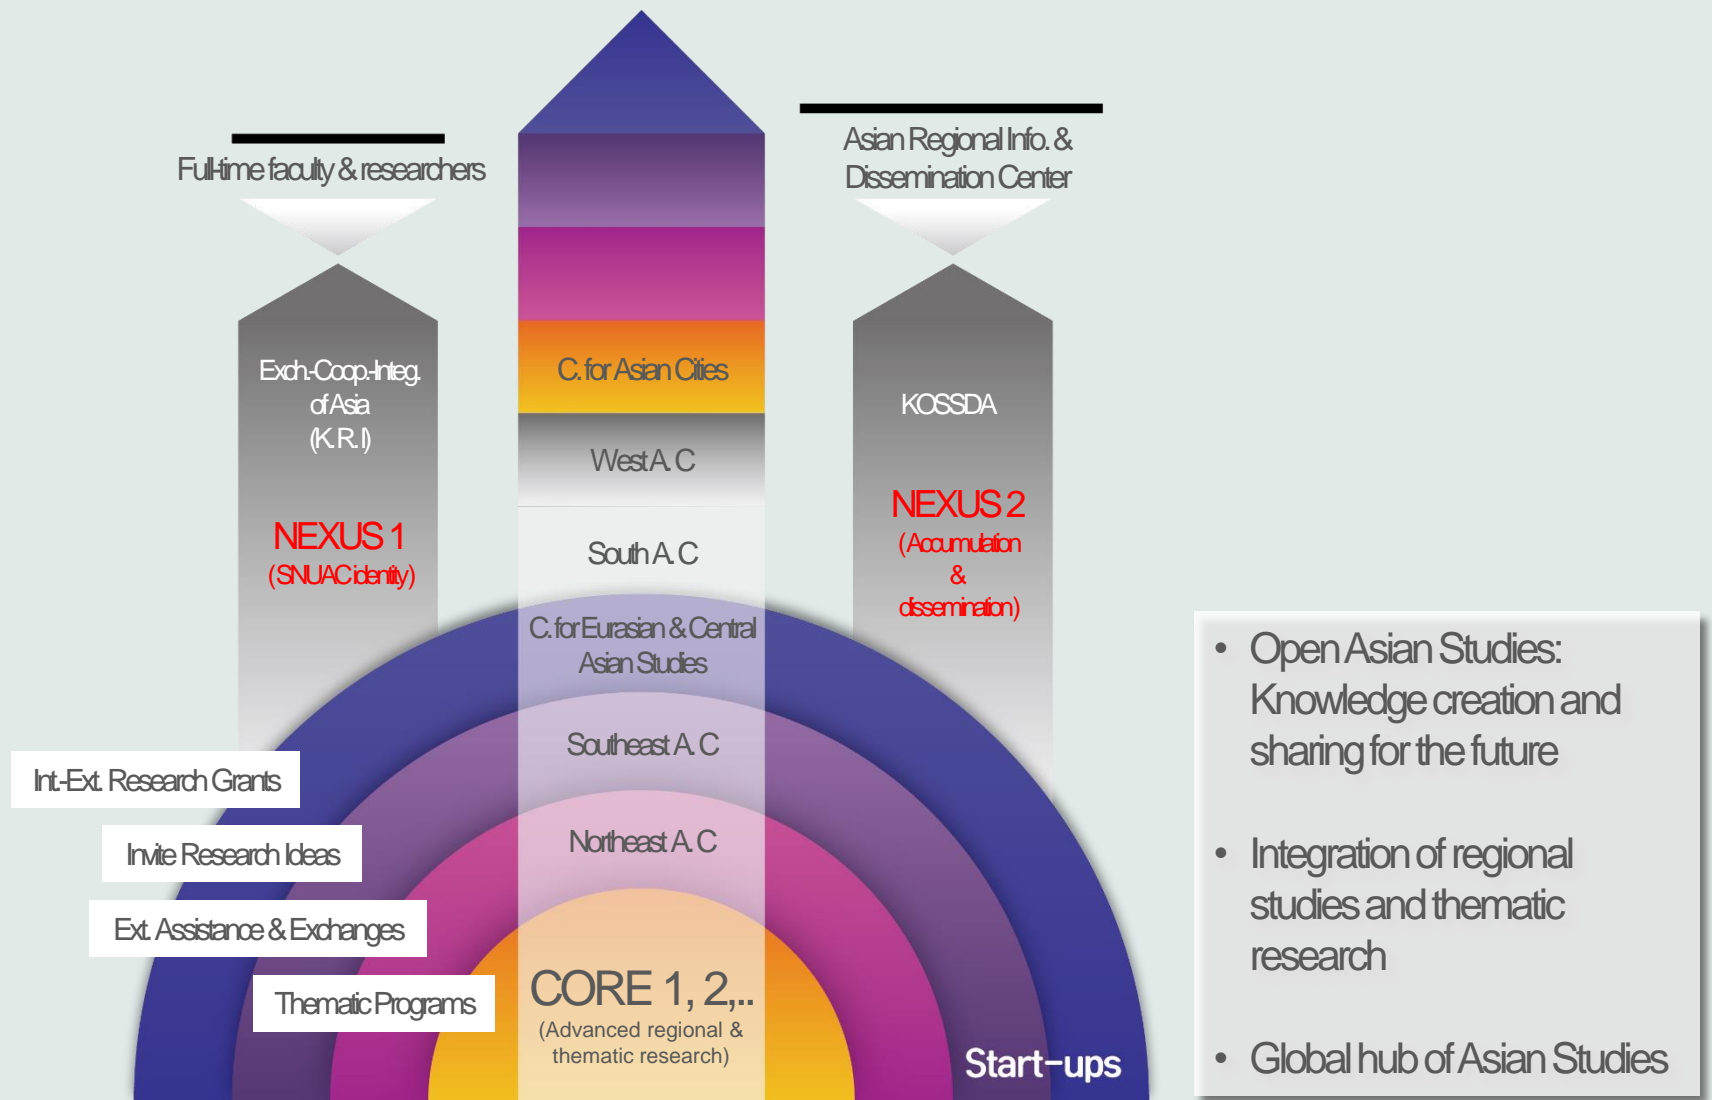 Full-time faculty & researchers
Asian Regional Info. &
Dissemination Center
Exch.-Coop.-Integ.
of Asia
(K. R. I)
NEXUS 1
(SNUAC identity)
C. for Asian Cities
West A. C
South A. C
C. for Eurasian & Central
Asian Studies
Southeast A. C
Northeast A. C
CORE 1, 2,..
(Advanced regional &
thematic research)
KOSSDA
NEXUS 2
(Accumulation
&
dissemination)
Int.-Ext. Research Grants
Invite Research Ideas
Ext. Assistance & Exchanges
Thematic Programs
Start-ups
• Open Asian Studies:
Knowledge creation and
sharing for the future
• Integration of regional
studies and thematic
research
• Global hub of Asian Studies